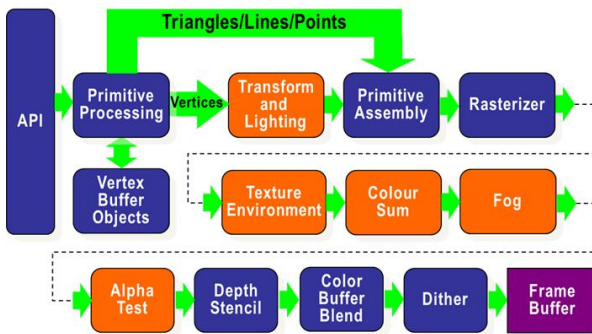 Triangles/Lines/Points
API
Primitive
Processing
Vertices
Transform
and
Lighting
Primitive
Assembly
Rasterizer
Vertex
Buffer
Objects
Texture
Environment
Colour
Sum
Fog
Alpha
Test
Depth
Stencil
Color
Buffer
Blend
Dither
Frame
Buffer